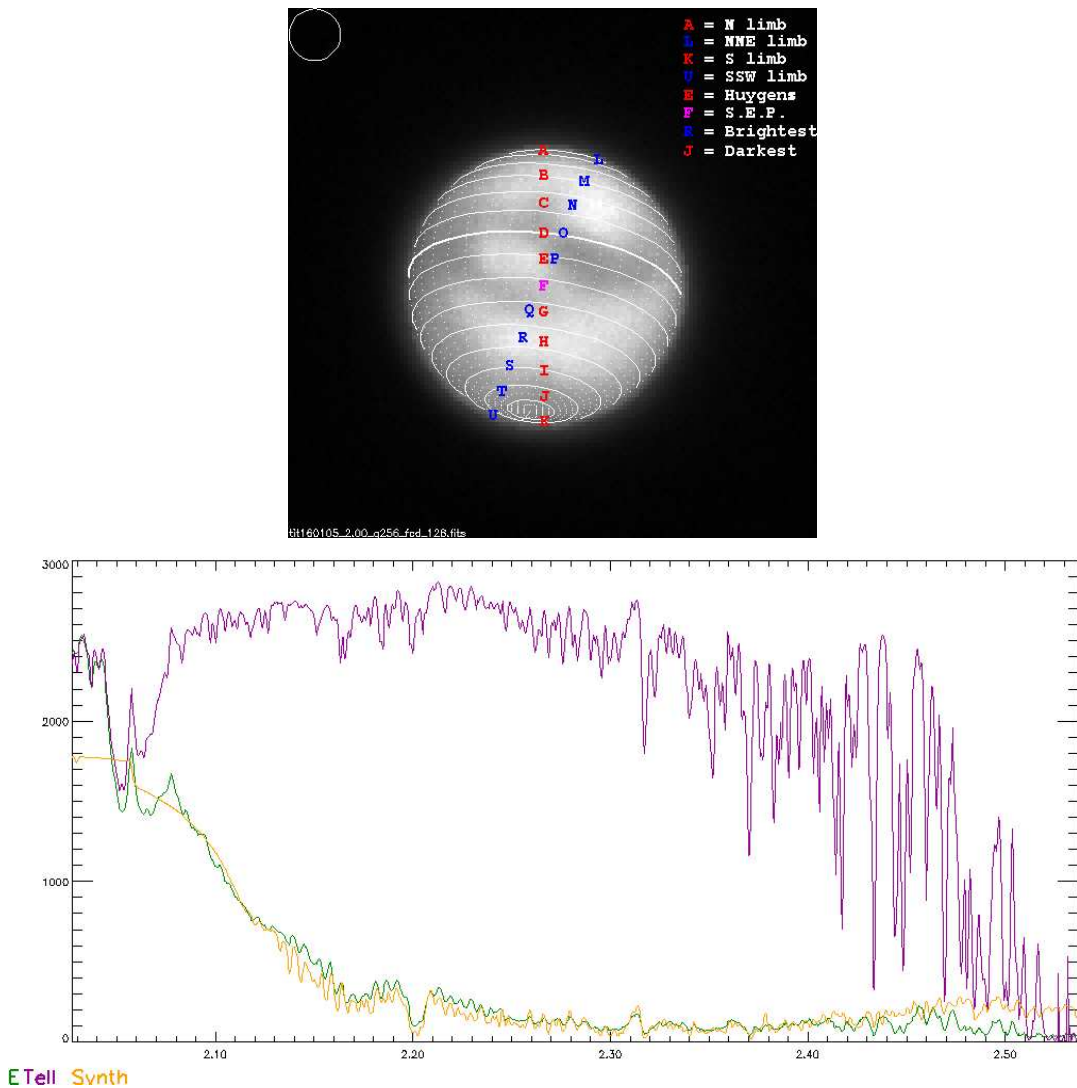 A = N limb
L = NNE limb
K = S limb
U = SSW limb
E = Huygens
F = S.E.P.
R = Brightest
J = Darkest
A
L
B
M
C
N
D
O
E
P
F
Q
G
R
H
S
I
T
J
U
K
tit160105_2.00_q256_fcd_126.fits
3000
2000
1000
0
2.10
2.20
2.30
2.40
2.50
E Tell Synth